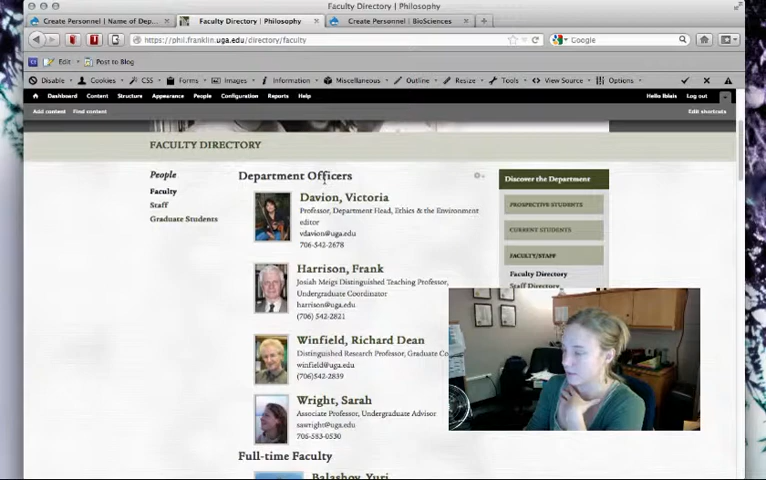 Faculty Directory | Philosophy
Create Personnel | Name of Dep...
Faculty Directory | Philosophy
Create Personnel | BioSciences
https://phil.franklin.uga.edu/directory/faculty
Google
Edit
Post to Blog
Disable
Cookies
CSS
Forms
Images
Information
Miscellaneous
Outline
Resize
Tools
View Source
Options
Dashboard
Content
Structure
Appearance
People
Configuration
Reports
Help
Hello lblais
Log out
Add content
Find content
Edit shortcuts
FACULTY DIRECTORY
People
Faculty
Staff
Graduate Students
Department Officers
Davion, Victoria
Professor, Department Head, Ethics & the Environment
editor
vdavion@uga.edu
706-542-2678
Harrison, Frank
Josiah Meigs Distinguished Teaching Professor,
Undergraduate Coordinator
harrison@uga.edu
(706) 542-2821
Winfield, Richard Dean
Distinguished Research Professor, Graduate Co
winfield@uga.edu
(706)542-2839
Wright, Sarah
Associate Professor, Undergraduate Advisor
sawright@uga.edu
706-583-0530
Full-time Faculty
Balashov, Yuri
Discover the Department
PROSPECTIVE STUDENTS
CURRENT STUDENTS
FACULTY/STAFF
Faculty Directory
Staff Directory